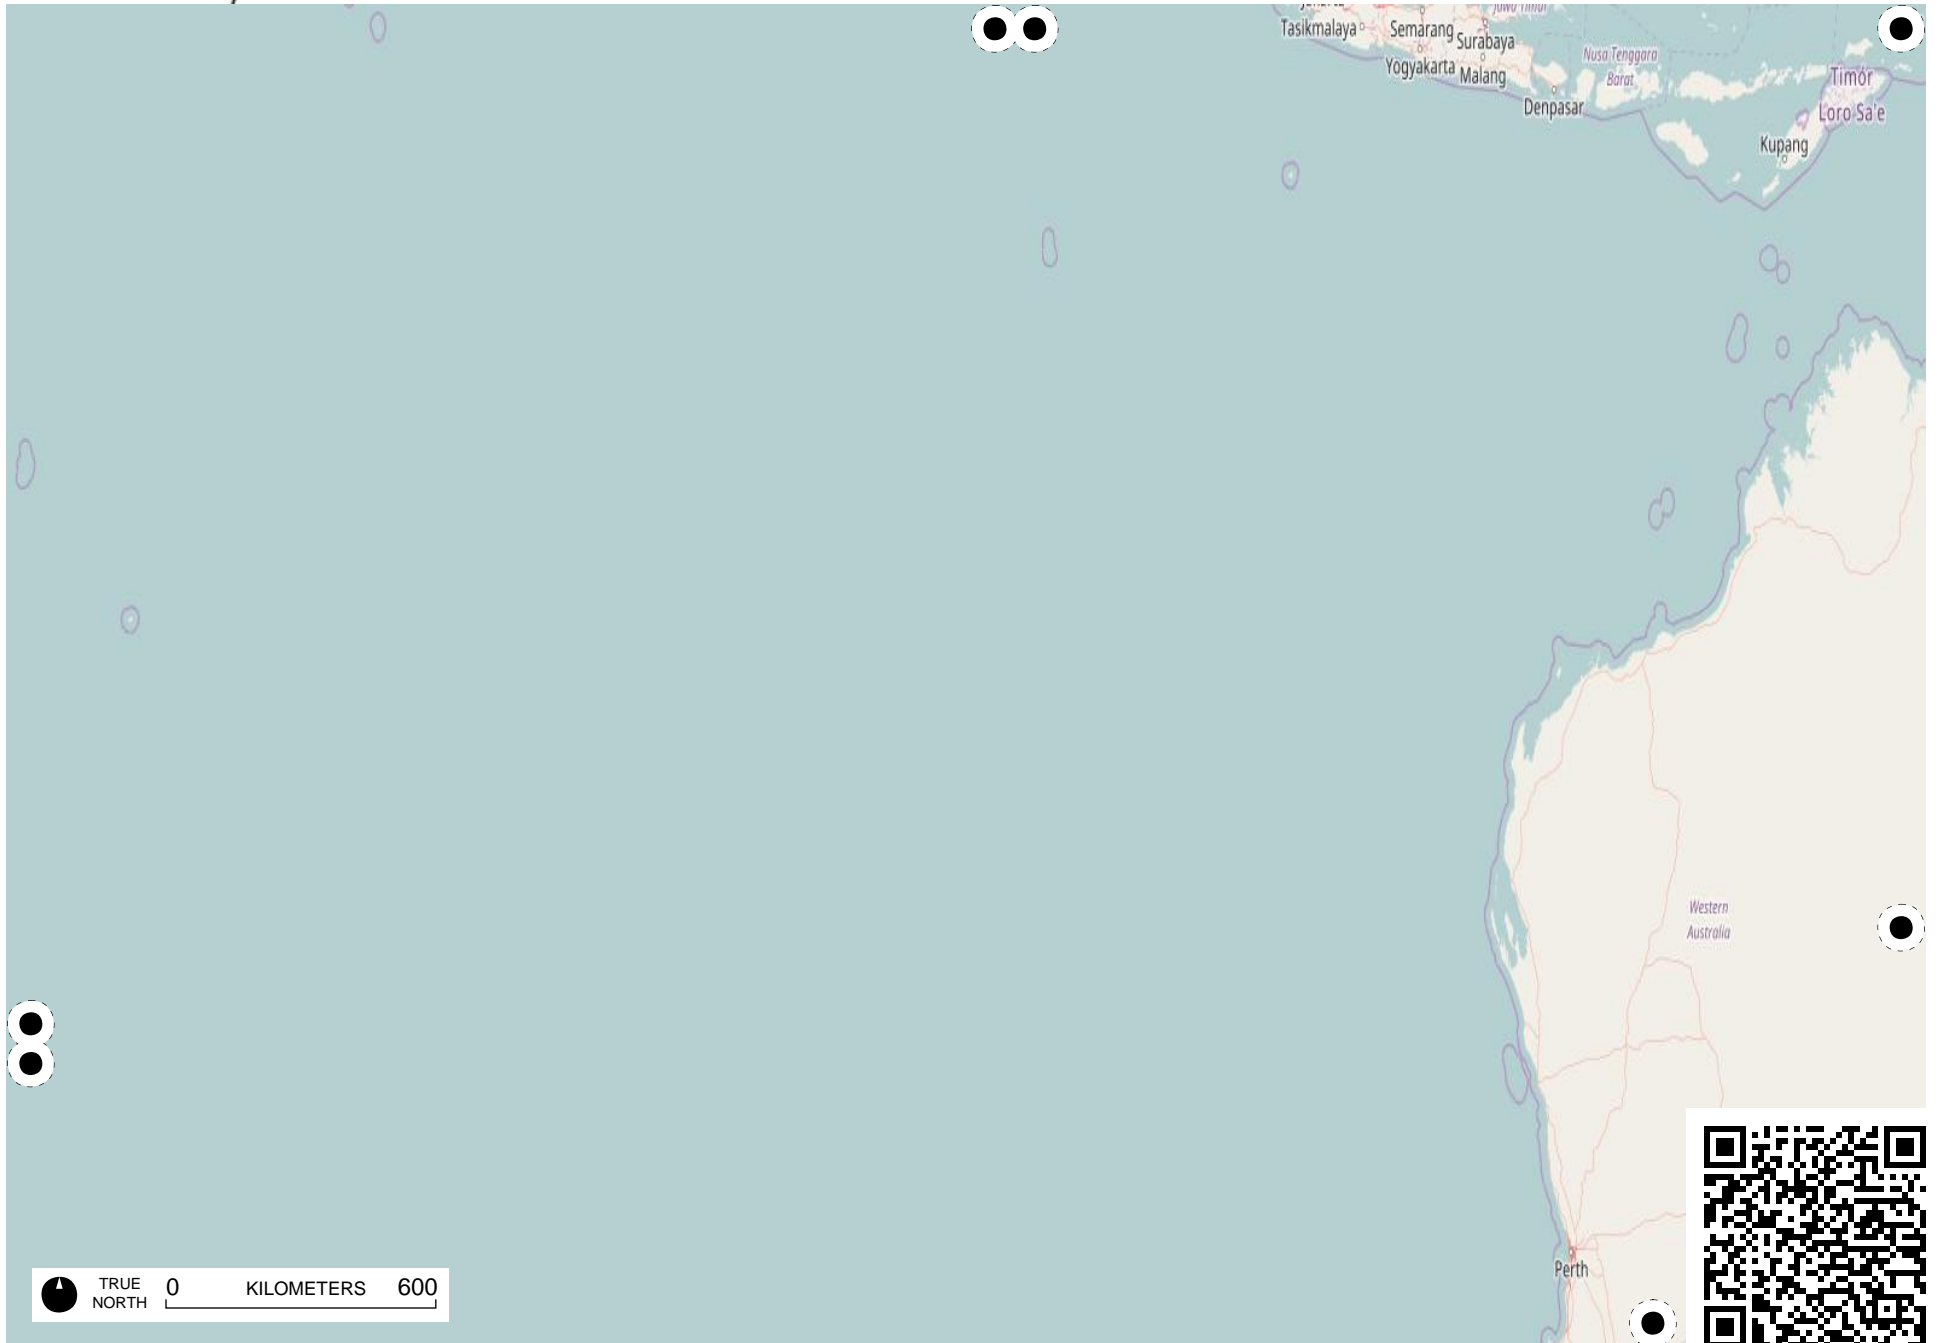 Tasikmalaya
Semarang
Surabaya
Yogyakarta
Malang
Denpasar
Nusa Tenggara
Barat
Timor
Loro Sa'e
Kupang
Western
Australia
Perth
TRUE
NORTH
0 KILOMETERS 600